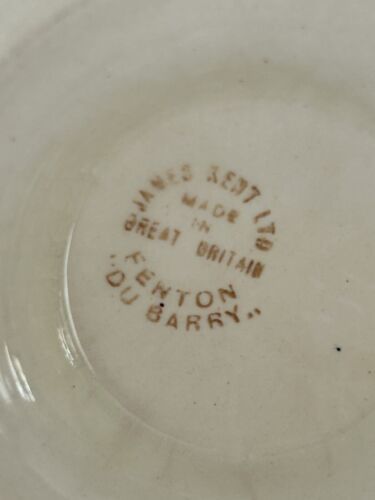 JAMES KENT LTD
MADE
IN
GREAT BRITAIN
FENTON
"DU BARRY"